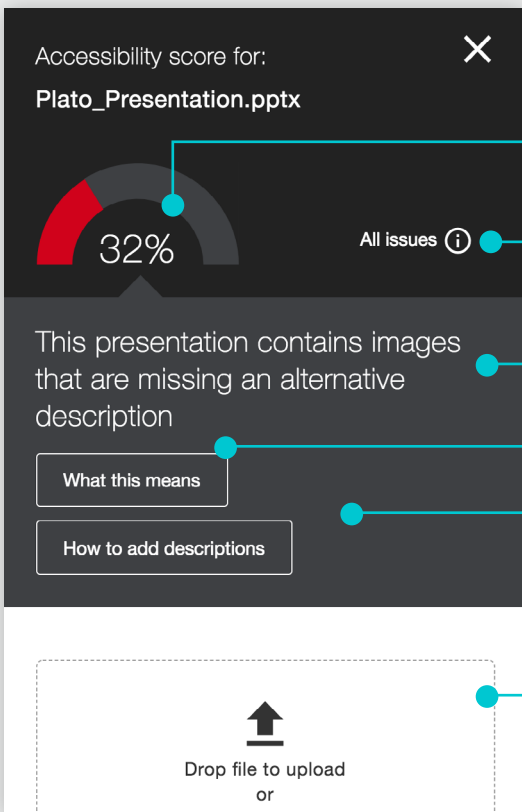 Accessibility score for:
Plato_Presentation.pptx
32%
All issues
This presentation contains images
that are missing an alternative
description
What this means
How to add descriptions
Drop file to upload
or